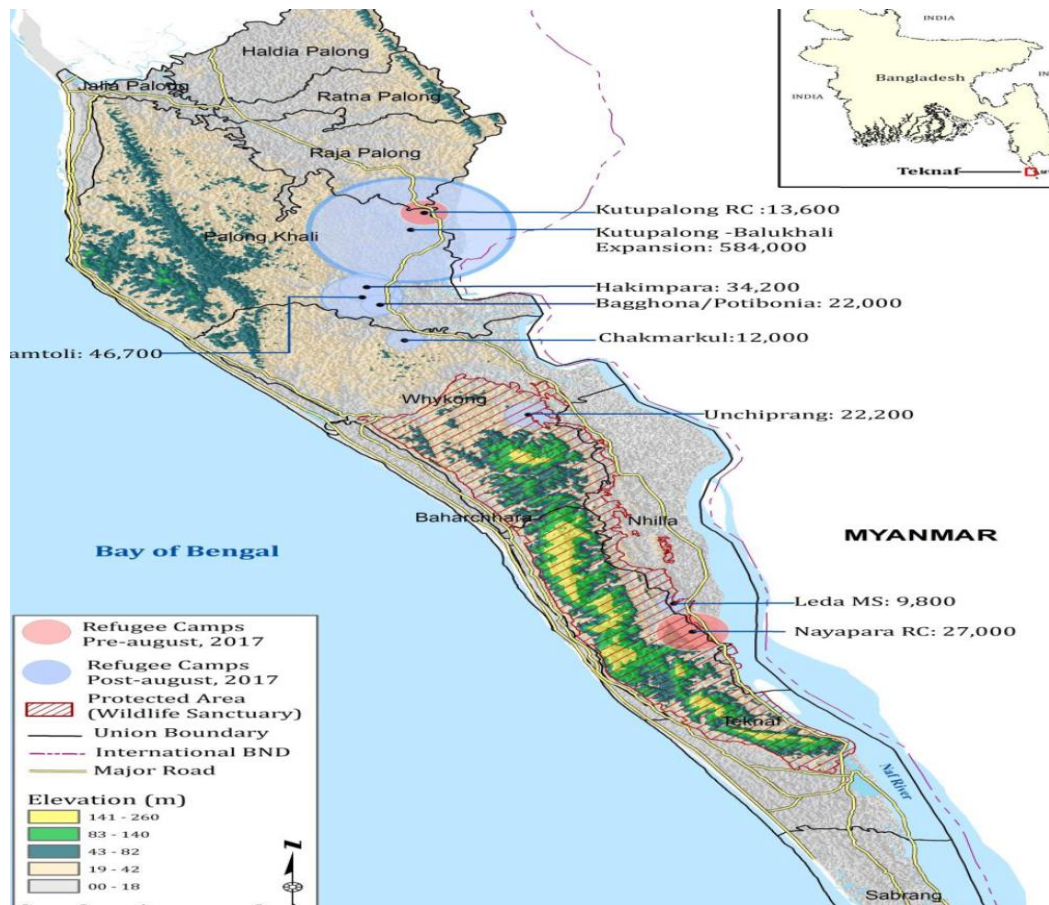 INDIA
Bangladesh
INDIA
Teknaf
Haldia Palong
Jalia Palong
Ratna Palong
Raja Palong
Kutupalong RC :13,600
Palong Khali
Kutupalong -Balukhali
Expansion: 584,000
Hakimpara: 34,200
Bagghona/Potibonia: 22,000
Chakmarkul:12,000
amtoli: 46,700
Whykong
Unchiprang: 22,200
Baharchhara
Nhilla
MYANMAR
Bay of Bengal
Leda MS: 9,800
Nayapara RC: 27,000
Teknaf
Naf River
Sabrang
Refugee Camps
Pre-august, 2017
Refugee Camps
Post-august, 2017
Protected Area
(Wildlife Sanctuary)
Union Boundary
International BND
Major Road
Elevation (m)
141 - 260
83 - 140
43 - 82
19 - 42
00 - 18